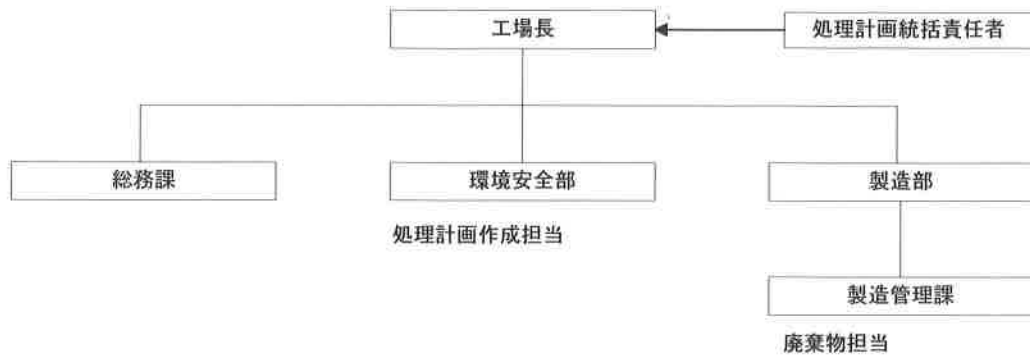 工場長
処理計画統括責任者
総務課
環境安全部
製造部
処理計画作成担当
製造管理課
廃棄物担当